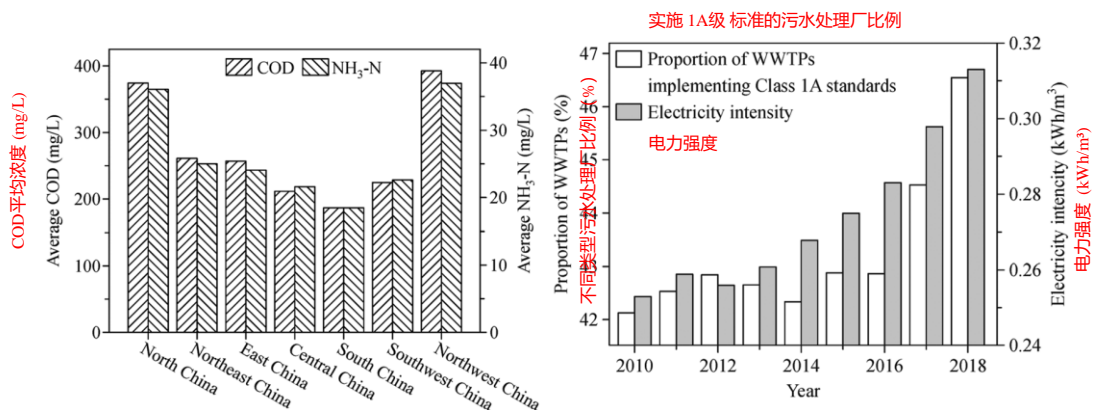 COD平均浓度 (mg/L)
Average COD (mg/L)
400
300
200
100
0
COD
NH3-N
40
30
20
10
0
Average NH3-N (mg/L)
North China
Northeast China
East China
Central China
South China
Southwest China
Northwest China
实施 1A级 标准的污水处理厂比例
Proportion of WWTPs (%)
不同类型污水处理厂比例 (%)
47
46
45
44
43
42
Proportion of WWTPs
implementing Class 1A standards
Electricity intensity
电力强度
0.32
0.30
0.28
0.26
0.24
Electricity intencity (kWh/m³)
电力强度 (kWh/m³)
2010
2012
2014
2016
2018
Year